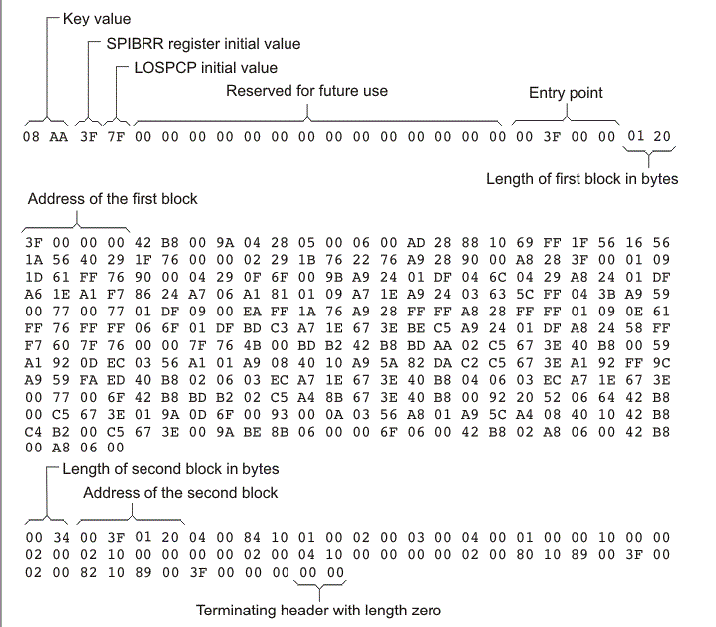 Key value
SPIBRR register initial value
LOSPCP initial value
Reserved for future use
Entry point
08 AA 3F 7F 00 00 00 00 00 00 00 00 00 00 00 00 00 00 00 3F 00 00 01 20
Length of first block in bytes
Address of the first block
3F 00 00 00 42 B8 00 9A 04 28 05 00 06 00 AD 28 88 10 69 FF 1F 56 16 56
1A 56 40 29 1F 76 00 00 02 29 1B 76 22 76 A9 28 90 00 A8 28 3F 00 01 09
1D 61 FF 76 90 00 04 29 0F 6F 00 9B A9 24 01 DF 04 6C 04 29 A8 24 01 DF
A6 1E A1 F7 86 24 A7 06 A1 81 01 09 A7 1E A9 24 03 63 5C FF 04 3B A9 59
00 77 00 77 01 DF 09 00 EA FF 1A 76 A9 28 FF FF A8 28 FF FF 01 09 0E 61
FF 76 FF FF 06 6F 01 DF BD C3 A7 1E 67 3E BE C5 A9 24 01 DF A8 24 58 FF
F7 60 7F 76 00 00 7F 76 4B 00 BD B2 42 B8 BD AA 02 C5 67 3E 40 B8 00 59
A1 92 0D EC 03 56 A1 01 A9 08 40 10 A9 5A 82 DA C2 C5 67 3E A1 92 FF 9C
A9 59 FA ED 40 B8 02 06 03 EC A7 1E 67 3E 40 B8 04 06 03 EC A7 1E 67 3E
00 77 00 6F 42 B8 BD B2 02 C5 A4 8B 67 3E 40 B8 00 92 20 52 06 64 42 B8
00 C5 67 3E 01 9A 0D 6F 00 93 00 0A 03 56 A8 01 A9 5C A4 08 40 10 42 B8
C4 B2 00 C5 67 3E 00 9A BE 8B 06 00 00 6F 06 00 42 B8 02 A8 06 00 42 B8
00 A8 06 00
Length of second block in bytes
Address of the second block
00 34 00 3F 01 20 04 00 84 10 01 00 02 00 03 00 04 00 01 00 00 10 00 00
02 00 02 10 00 00 00 00 02 00 04 10 00 00 00 00 02 00 80 10 89 00 3F 00
02 00 82 10 89 00 3F 00 00 00 00 00
Terminating header with length zero